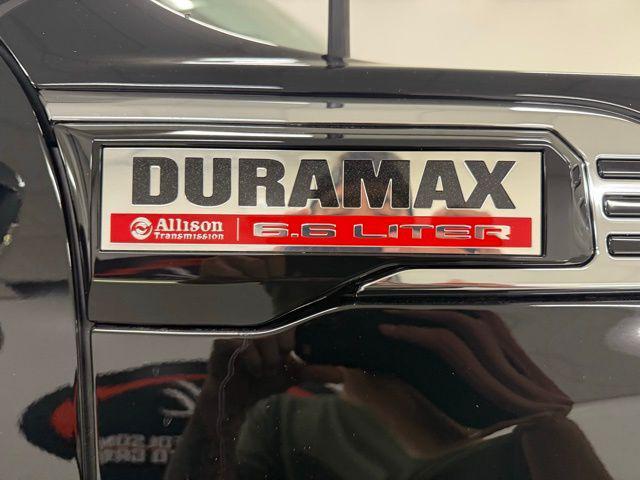 DURAMAX
Allison
Transmission
6.6 LITER